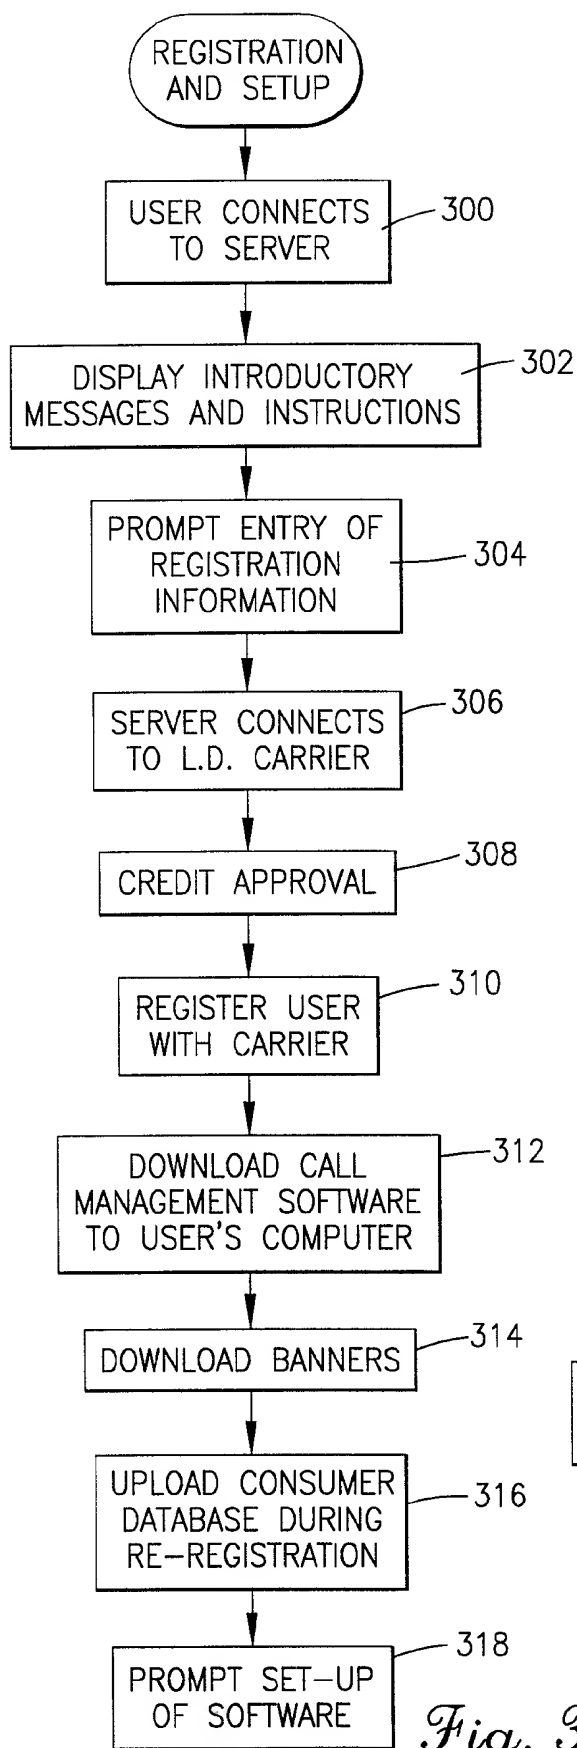 REGISTRATION
AND SETUP
USER CONNECTS
TO SERVER
300
DISPLAY INTRODUCTORY
MESSAGES AND INSTRUCTIONS
302
PROMPT ENTRY OF
REGISTRATION
INFORMATION
304
SERVER CONNECTS
TO L.D. CARRIER
306
CREDIT APPROVAL
308
REGISTER USER
WITH CARRIER
310
DOWNLOAD CALL
MANAGEMENT SOFTWARE
TO USER'S COMPUTER
312
DOWNLOAD BANNERS
314
UPLOAD CONSUMER
DATABASE DURING
RE-REGISTRATION
316
PROMPT SET-UP
OF SOFTWARE
318
Fig. 3